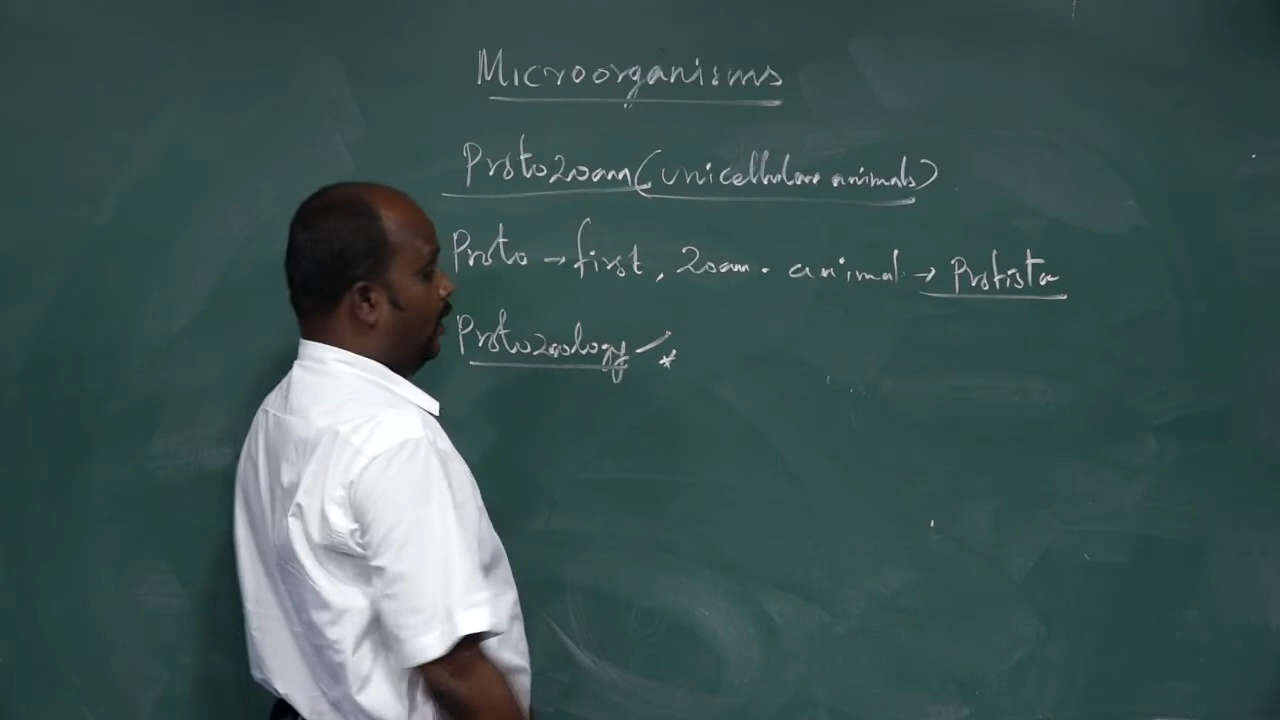 Microorganisms
Protozoan (unicellular animals)
Proto → first, zoan. animal → Protista
Protozoology